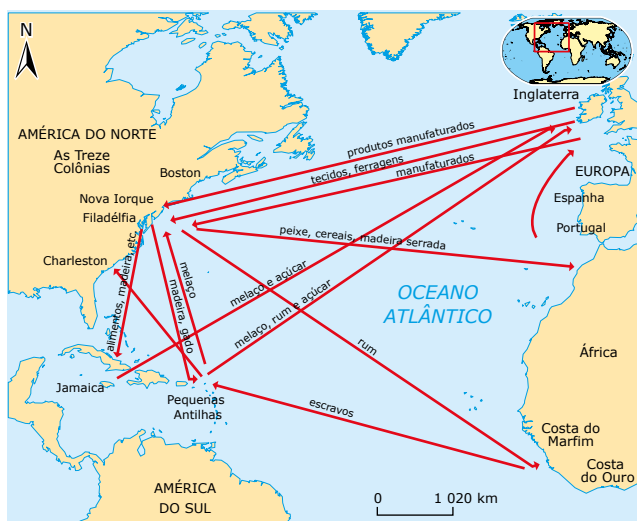 N
Inglaterra
AMÉRICA DO NORTE
As Treze
Colônias
Boston
produtos manufaturados
tecidos, ferragens
manufaturados
EUROPA
Nova Iorque
Filadélfia
Espanha
Portugal
peixe, cereais, madeira serrada
Charleston
alimentos, madeira, etc.
melaço
madeira, gado
melaço e açúcar
melaço, rum e açúcar
OCEANO
ATLÂNTICO
rum
África
Jamaica
Pequenas
Antilhas
escravos
Costa do
Marfim
Costa
do Ouro
AMÉRICA
DO SUL
0 1 020 km